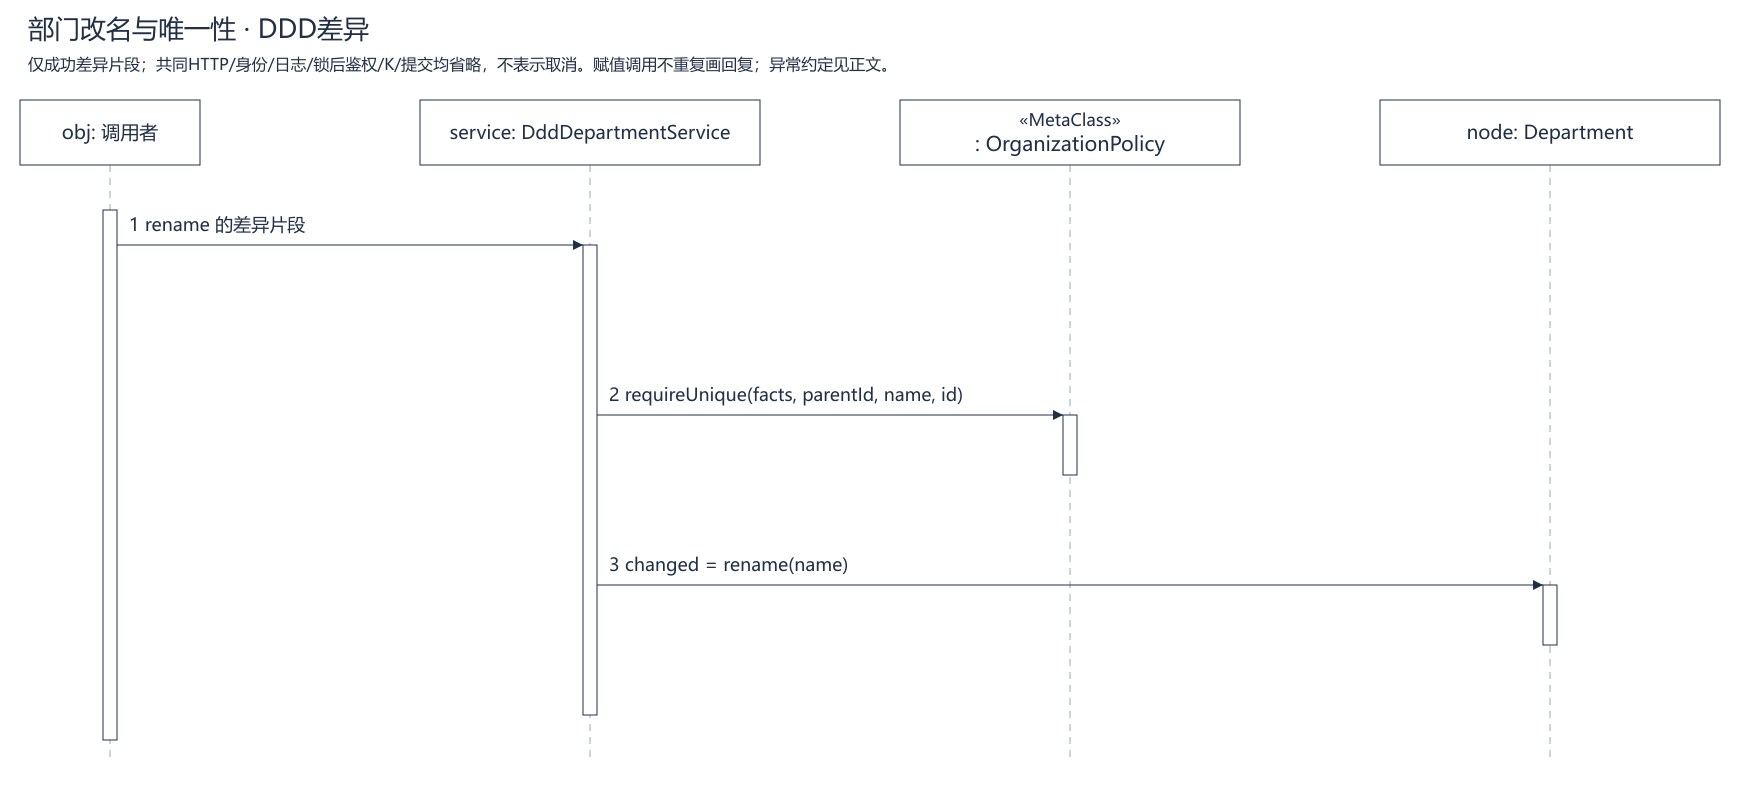 部门改名与唯一性 · DDD差异
仅成功差异片段；共同HTTP/身份/日志/锁后鉴权/K/提交均省略，不表示取消。赋值调用不重复画回复；异常约定见正文。
obj: 调用者
service: DddDepartmentService
«MetaClass»
: OrganizationPolicy
node: Department
1 rename 的差异片段
2 requireUnique(facts, parentId, name, id)
3 changed = rename(name)